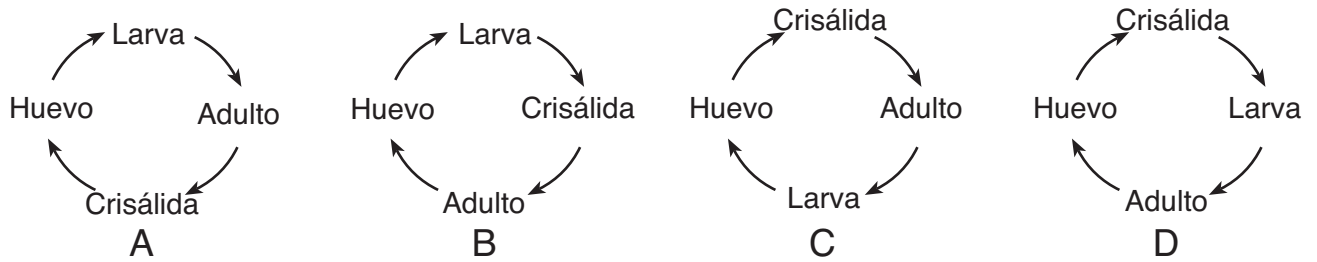 Larva
Huevo
Adulto
Crisálida
A
Larva
Huevo
Crisálida
Adulto
B
Crisálida
Huevo
Adulto
Larva
C
Crisálida
Huevo
Larva
Adulto
D